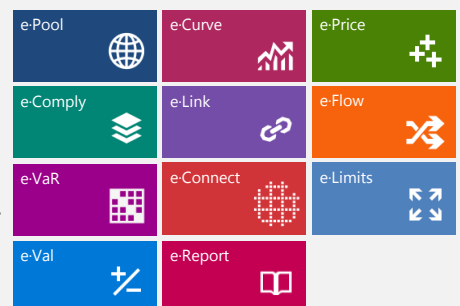 e·Pool
e·Curve
e·Price
e·Comply
e·Link
e·Flow
e·VaR
e·Connect
e·Limits
e·Val
e·Report